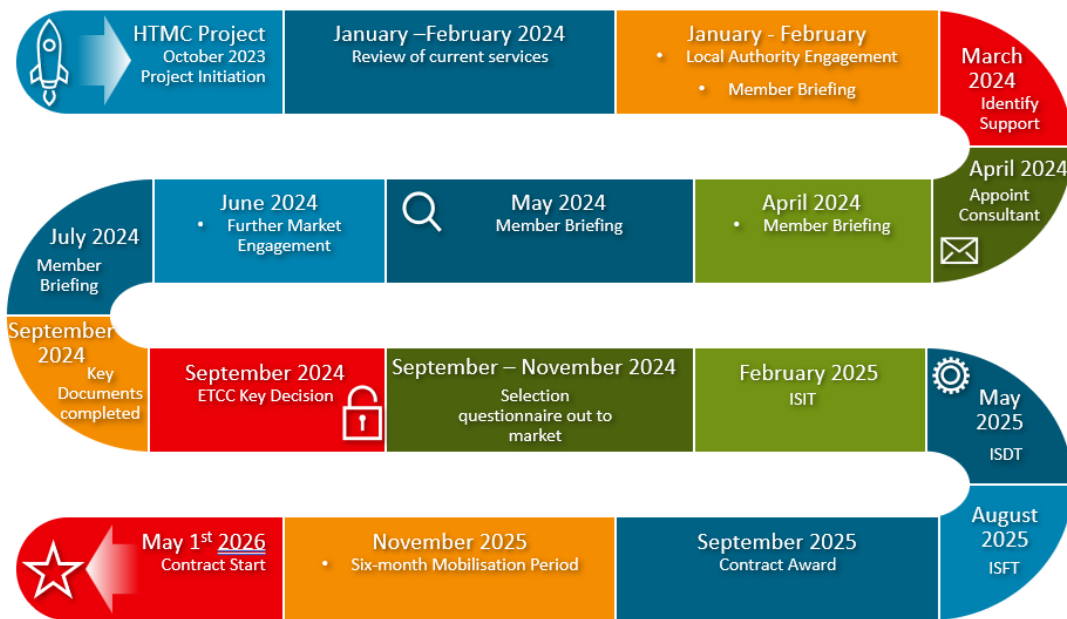 HTMC Project
October 2023
Project Initiation
January –February 2024
Review of current services
January - February
• Local Authority Engagement
• Member Briefing
March
2024
Identify
Support
April 2024
Appoint
Consultant
April 2024
• Member Briefing
May 2024
Member Briefing
June 2024
• Further Market
Engagement
July 2024
Member
Briefing
September
2024
Key
Documents
completed
September 2024
ETCC Key Decision
September – November 2024
Selection
questionnaire out to
market
February 2025
ISIT
May
2025
ISDT
August
2025
ISFT
September 2025
Contract Award
November 2025
• Six-month Mobilisation Period
May 1st 2026
Contract Start